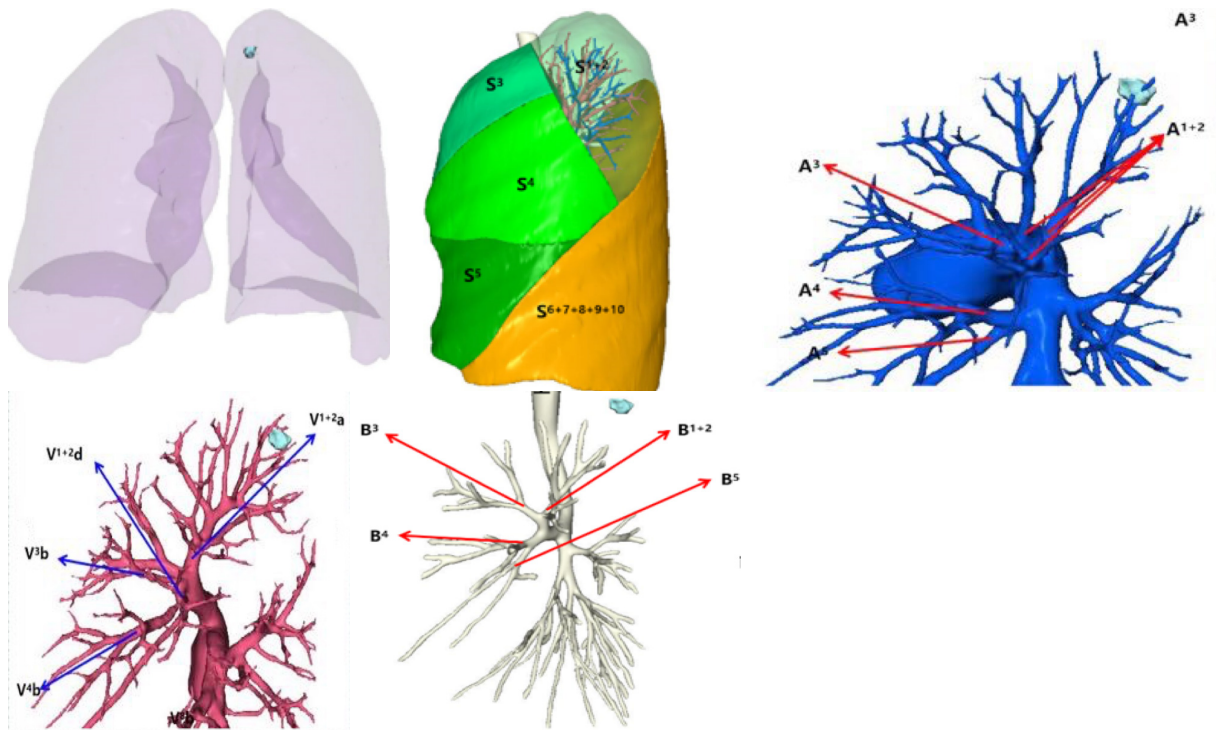 S¹⁺²
S³
S⁴
S⁵
S⁶⁺⁷⁺⁸⁺⁹⁺¹⁰
A³
A¹⁺²
A³
A⁴
A⁵
V¹⁺²a
V¹⁺²d
V³b
V⁴b
B³
B¹⁺²
B⁵
B⁴